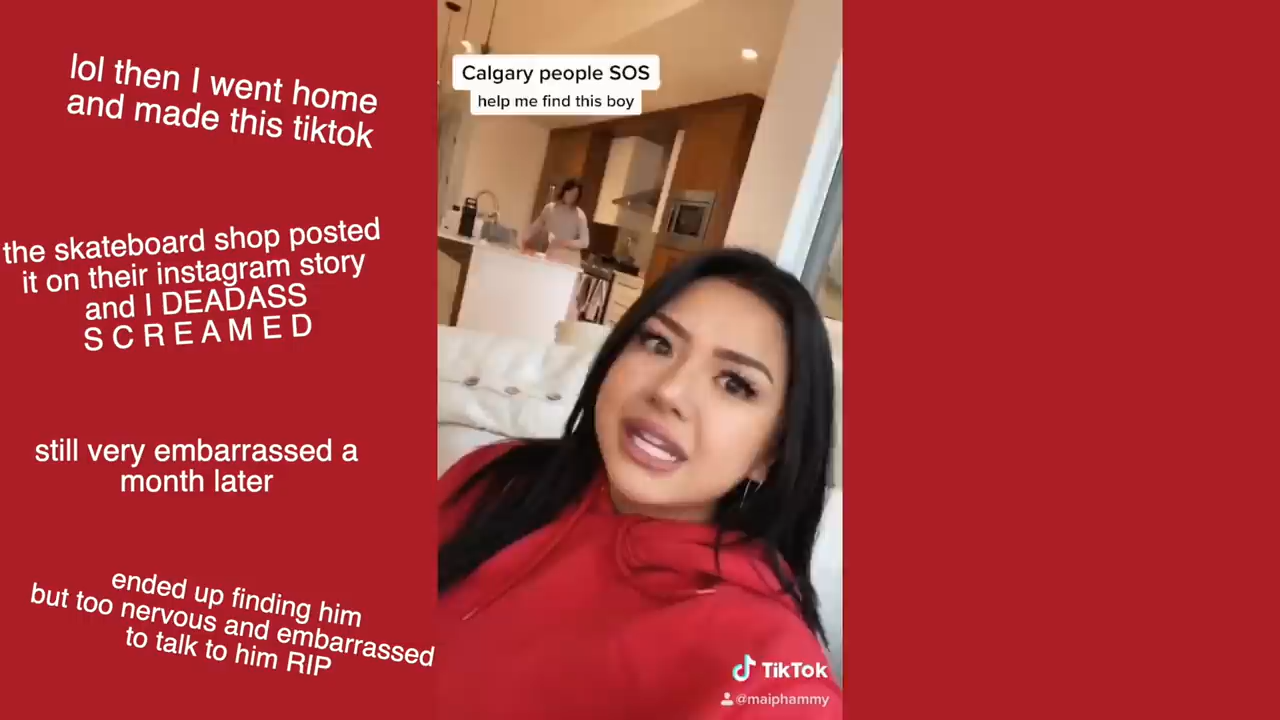 lol then I went home
and made this tiktok
the skateboard shop posted
it on their instagram story
and I DEADASS
S C R E A M E D
still very embarrassed a
month later
ended up finding him
but too nervous and embarrassed
to talk to him RIP
Calgary people SOS
help me find this boy
TikTok
@maiphammy